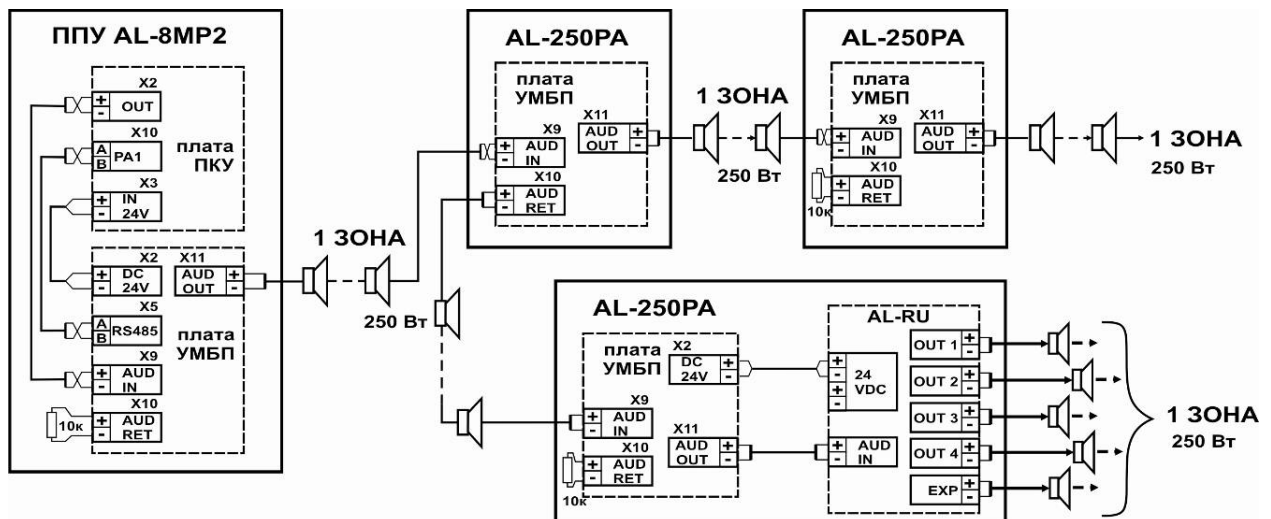 ППУ AL-8MP2
X2
+
-
OUT
X10
A
B
PA1
плата
ПКУ
X3
+
-
IN
24V
X2
+
-
DC
24V
X11
AUD
OUT
+
-
X5
A
B
RS485
плата
УМБП
X9
+
-
AUD
IN
X10
10к
+
-
AUD
RET
1 ЗОНА
250 Вт
AL-250PA
плата
УМБП
X11
AUD
OUT
+
-
X9
+
-
AUD
IN
X10
+
-
AUD
RET
1 ЗОНА
250 Вт
AL-250PA
плата
УМБП
X11
AUD
OUT
+
-
X9
+
-
AUD
IN
X10
+
-
AUD
RET
10к
1 ЗОНА
250 Вт
AL-250PA
плата
УМБП
X2
DC
24V
+
-
X9
+
-
AUD
IN
X11
AUD
OUT
+
-
X10
+
-
AUD
RET
10к
AL-RU
+
-
+
-
24
VDC
+
-
AUD
IN
OUT 1
+
-
OUT 2
+
-
OUT 3
+
-
OUT 4
+
-
EXP
+
-
1 ЗОНА
250 Вт